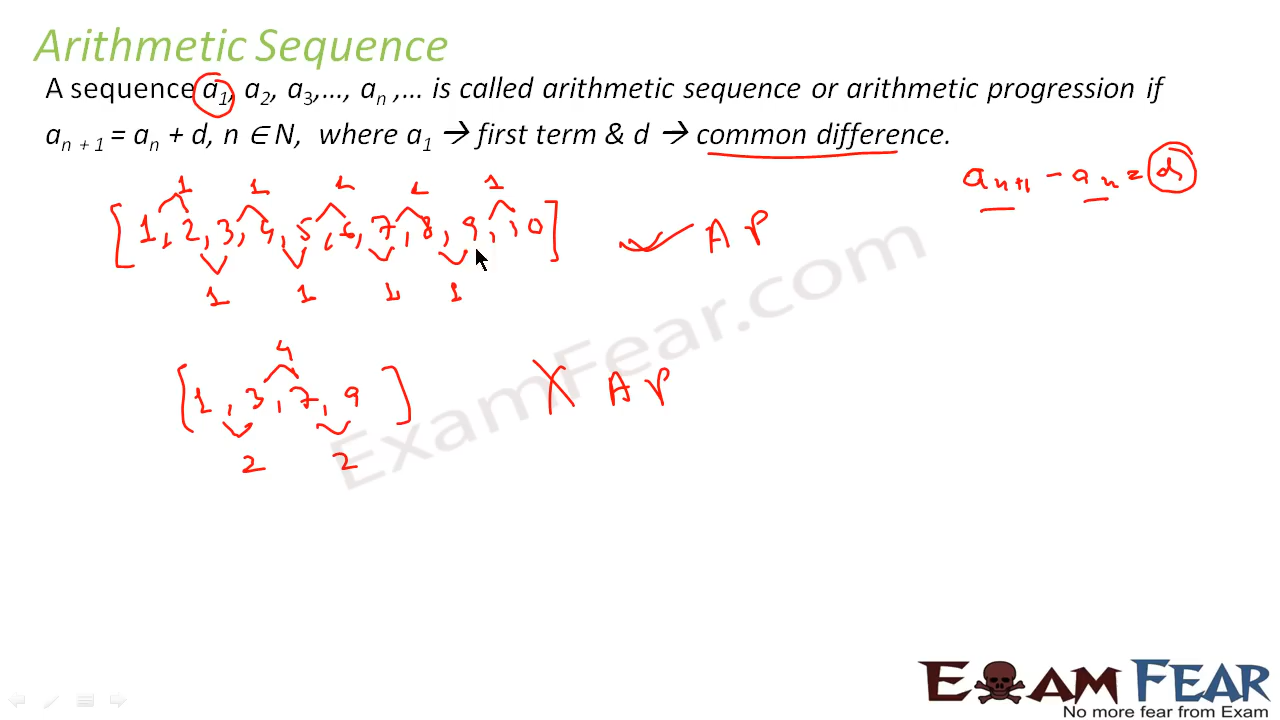 Arithmetic Sequence
A sequence a₁, a₂, a₃,..., aₙ ,... is called arithmetic sequence or arithmetic progression if
aₙ ₊ ₁ = aₙ + d, n ∈ N, where a₁ → first term & d → common difference.
aₙ₊₁ - aₙ = d
1 1 1 1 1
[1, 2, 3, 4, 5, 6, 7, 8, 9, 10] ✓ A P
1 1 1 1
4
[1, 3, 7, 9] X A P
2 2
ExamFear.com
EXAM FEAR
No more fear from Exam